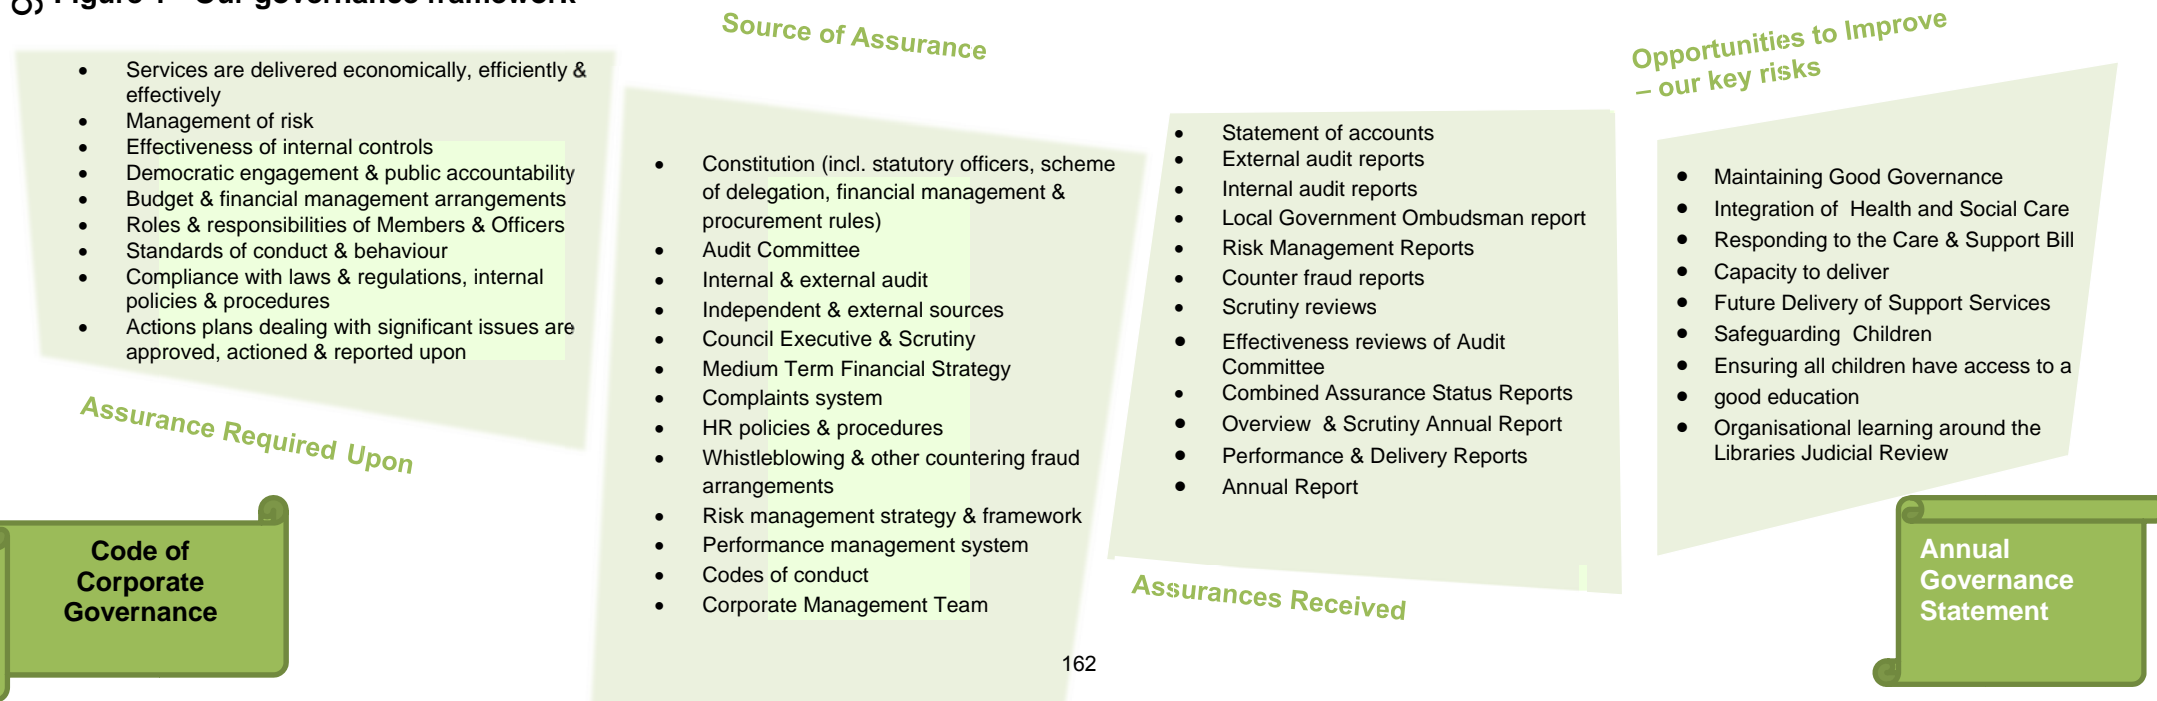 Figure 1 - Our governance framework
Source of Assurance
Opportunities to Improve
– our key risks
• Services are delivered economically, efficiently &
effectively
• Management of risk
• Effectiveness of internal controls
• Democratic engagement & public accountability
• Budget & financial management arrangements
• Roles & responsibilities of Members & Officers
• Standards of conduct & behaviour
• Compliance with laws & regulations, internal
policies & procedures
• Actions plans dealing with significant issues are
approved, actioned & reported upon
Assurance Required Upon
Code of
Corporate
Governance
• Constitution (incl. statutory officers, scheme
of delegation, financial management &
procurement rules)
• Audit Committee
• Internal & external audit
• Independent & external sources
• Council Executive & Scrutiny
• Medium Term Financial Strategy
• Complaints system
• HR policies & procedures
• Whistleblowing & other countering fraud
arrangements
• Risk management strategy & framework
• Performance management system
• Codes of conduct
• Corporate Management Team
• Statement of accounts
• External audit reports
• Internal audit reports
• Local Government Ombudsman report
• Risk Management Reports
• Counter fraud reports
• Scrutiny reviews
• Effectiveness reviews of Audit
Committee
• Combined Assurance Status Reports
• Overview & Scrutiny Annual Report
• Performance & Delivery Reports
• Annual Report
Assurances Received
• Maintaining Good Governance
• Integration of Health and Social Care
• Responding to the Care & Support Bill
• Capacity to deliver
• Future Delivery of Support Services
• Safeguarding Children
• Ensuring all children have access to a
• good education
• Organisational learning around the
Libraries Judicial Review
Annual
Governance
Statement
162